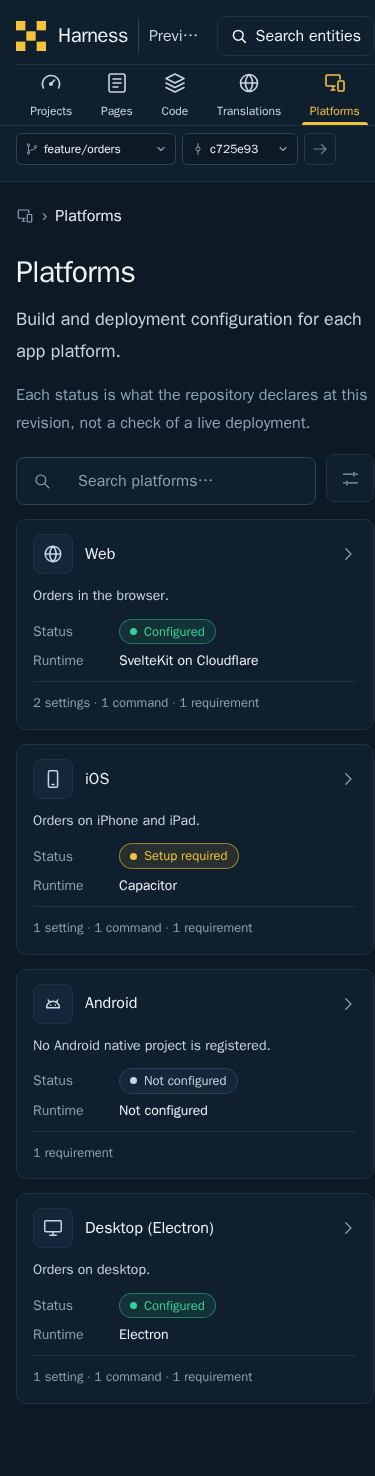 Harness
Previ···
Search entities
Projects
Pages
Code
Translations
Platforms
feature/orders
c725e93
› Platforms
Platforms
Build and deployment configuration for each
app platform.
Each status is what the repository declares at this
revision, not a check of a live deployment.
Search platforms···
Web
Orders in the browser.
Status Configured
Runtime SvelteKit on Cloudflare
2 settings · 1 command · 1 requirement
iOS
Orders on iPhone and iPad.
Status Setup required
Runtime Capacitor
1 setting · 1 command · 1 requirement
Android
No Android native project is registered.
Status Not configured
Runtime Not configured
1 requirement
Desktop (Electron)
Orders on desktop.
Status Configured
Runtime Electron
1 setting · 1 command · 1 requirement